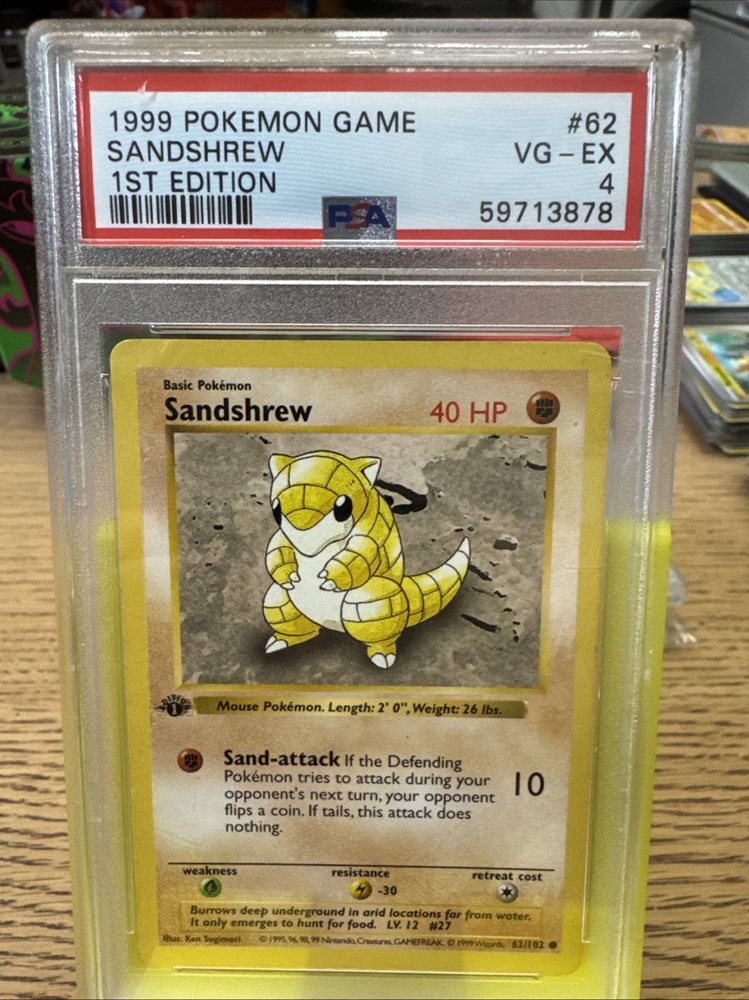 1999 POKEMON GAME #62
SANDSHREW VG – EX
1ST EDITION 4
PSA 59713878
Basic Pokémon
Sandshrew 40 HP
EDITION
1
Mouse Pokémon. Length: 2' 0", Weight: 26 lbs.
Sand-attack If the Defending
Pokémon tries to attack during your
opponent's next turn, your opponent
flips a coin. If tails, this attack does
nothing.
10
weakness resistance retreat cost
-30
Burrows deep underground in arid locations far from water.
It only emerges to hunt for food. LV. 12 #27
Illus. Ken Sugimori © 1995, 96, 98, 99 Nintendo, Creatures, GAMEFREAK. © 1999 Wizards. 62/102